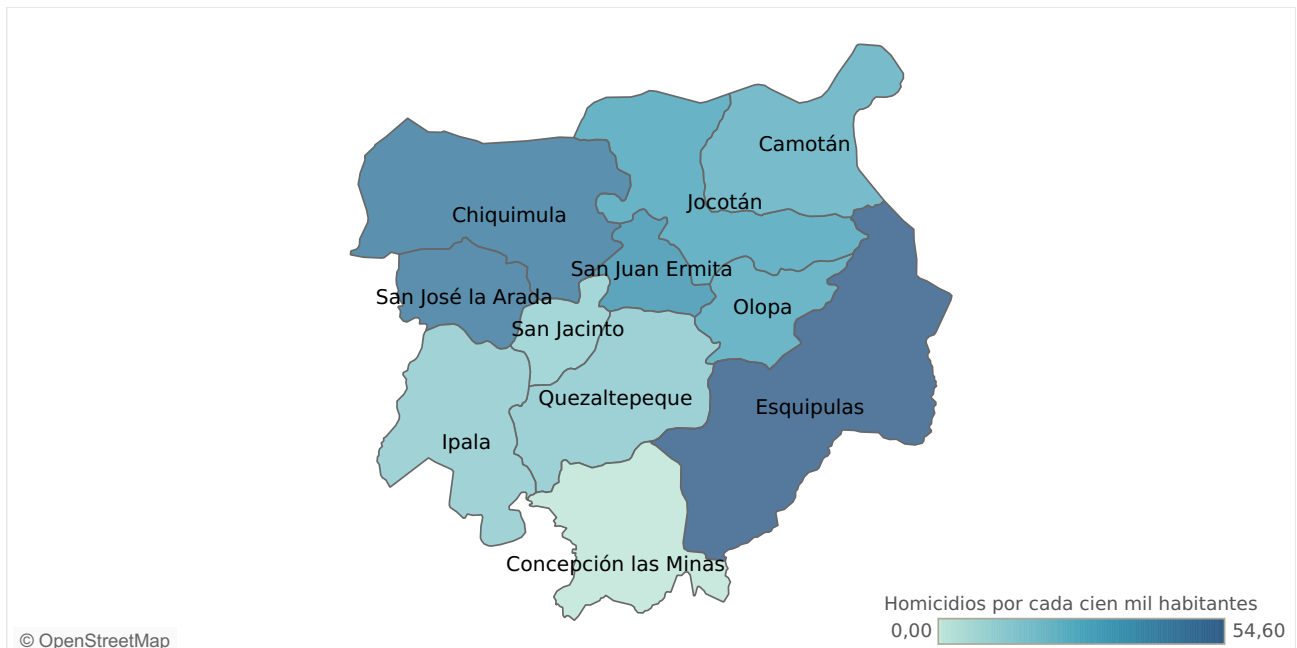 Camotán
Jocotán
Chiquimula
San Juan Ermita
San José la Arada
Olopa
San Jacinto
Quezaltepeque
Esquipulas
Ipala
Concepción las Minas
Homicidios por cada cien mil habitantes
0,00 54,60
© OpenStreetMap